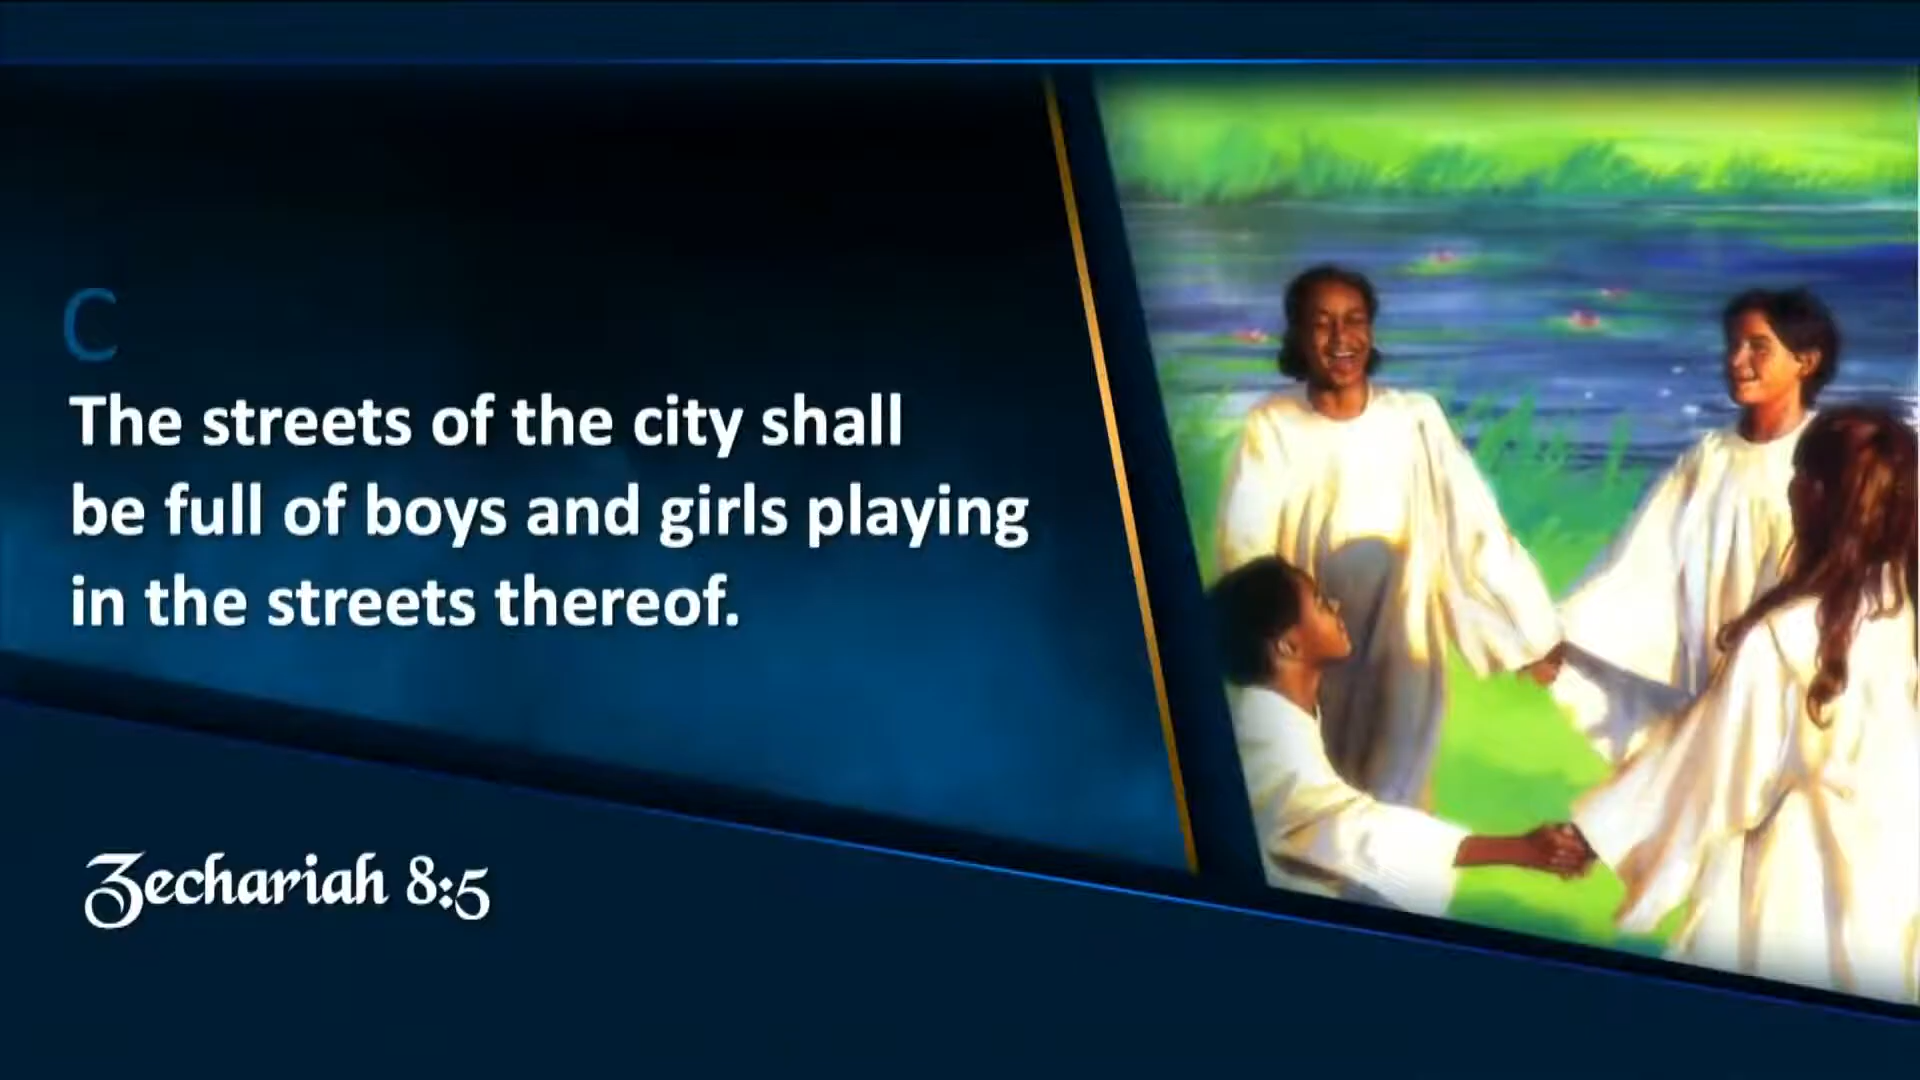 C
The streets of the city shall
be full of boys and girls playing
in the streets thereof.
Zechariah 8:5